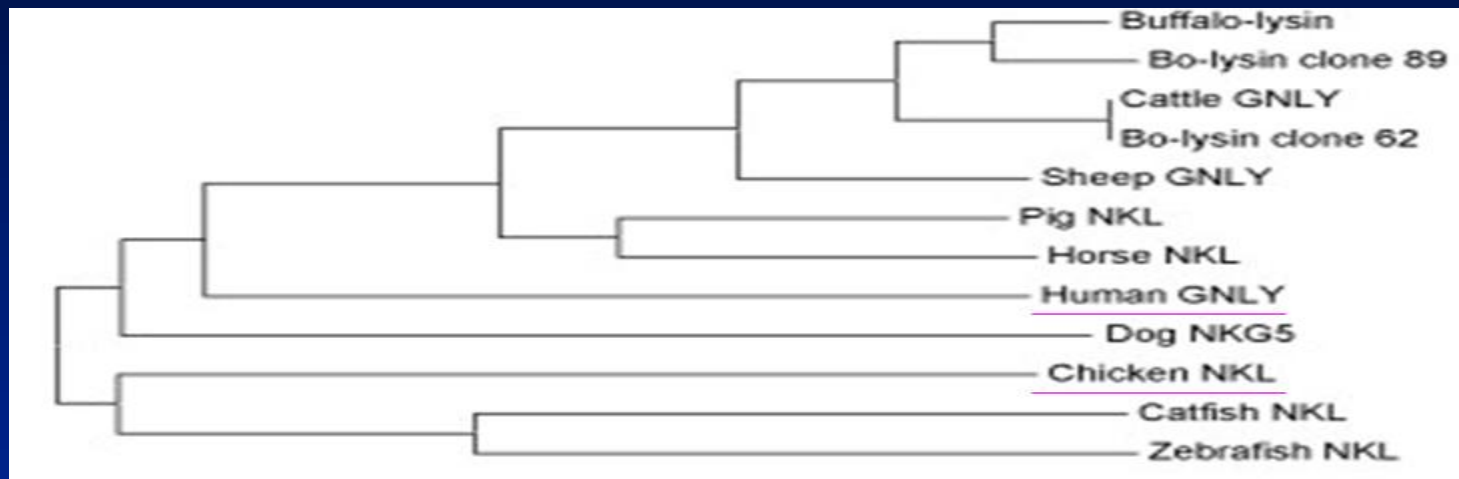 Buffalo-lysin
Bo-lysin clone 89
Cattle GNLY
Bo-lysin clone 62
Sheep GNLY
Pig NKL
Horse NKL
Human GNLY
Dog NKG5
Chicken NKL
Catfish NKL
Zebrafish NKL